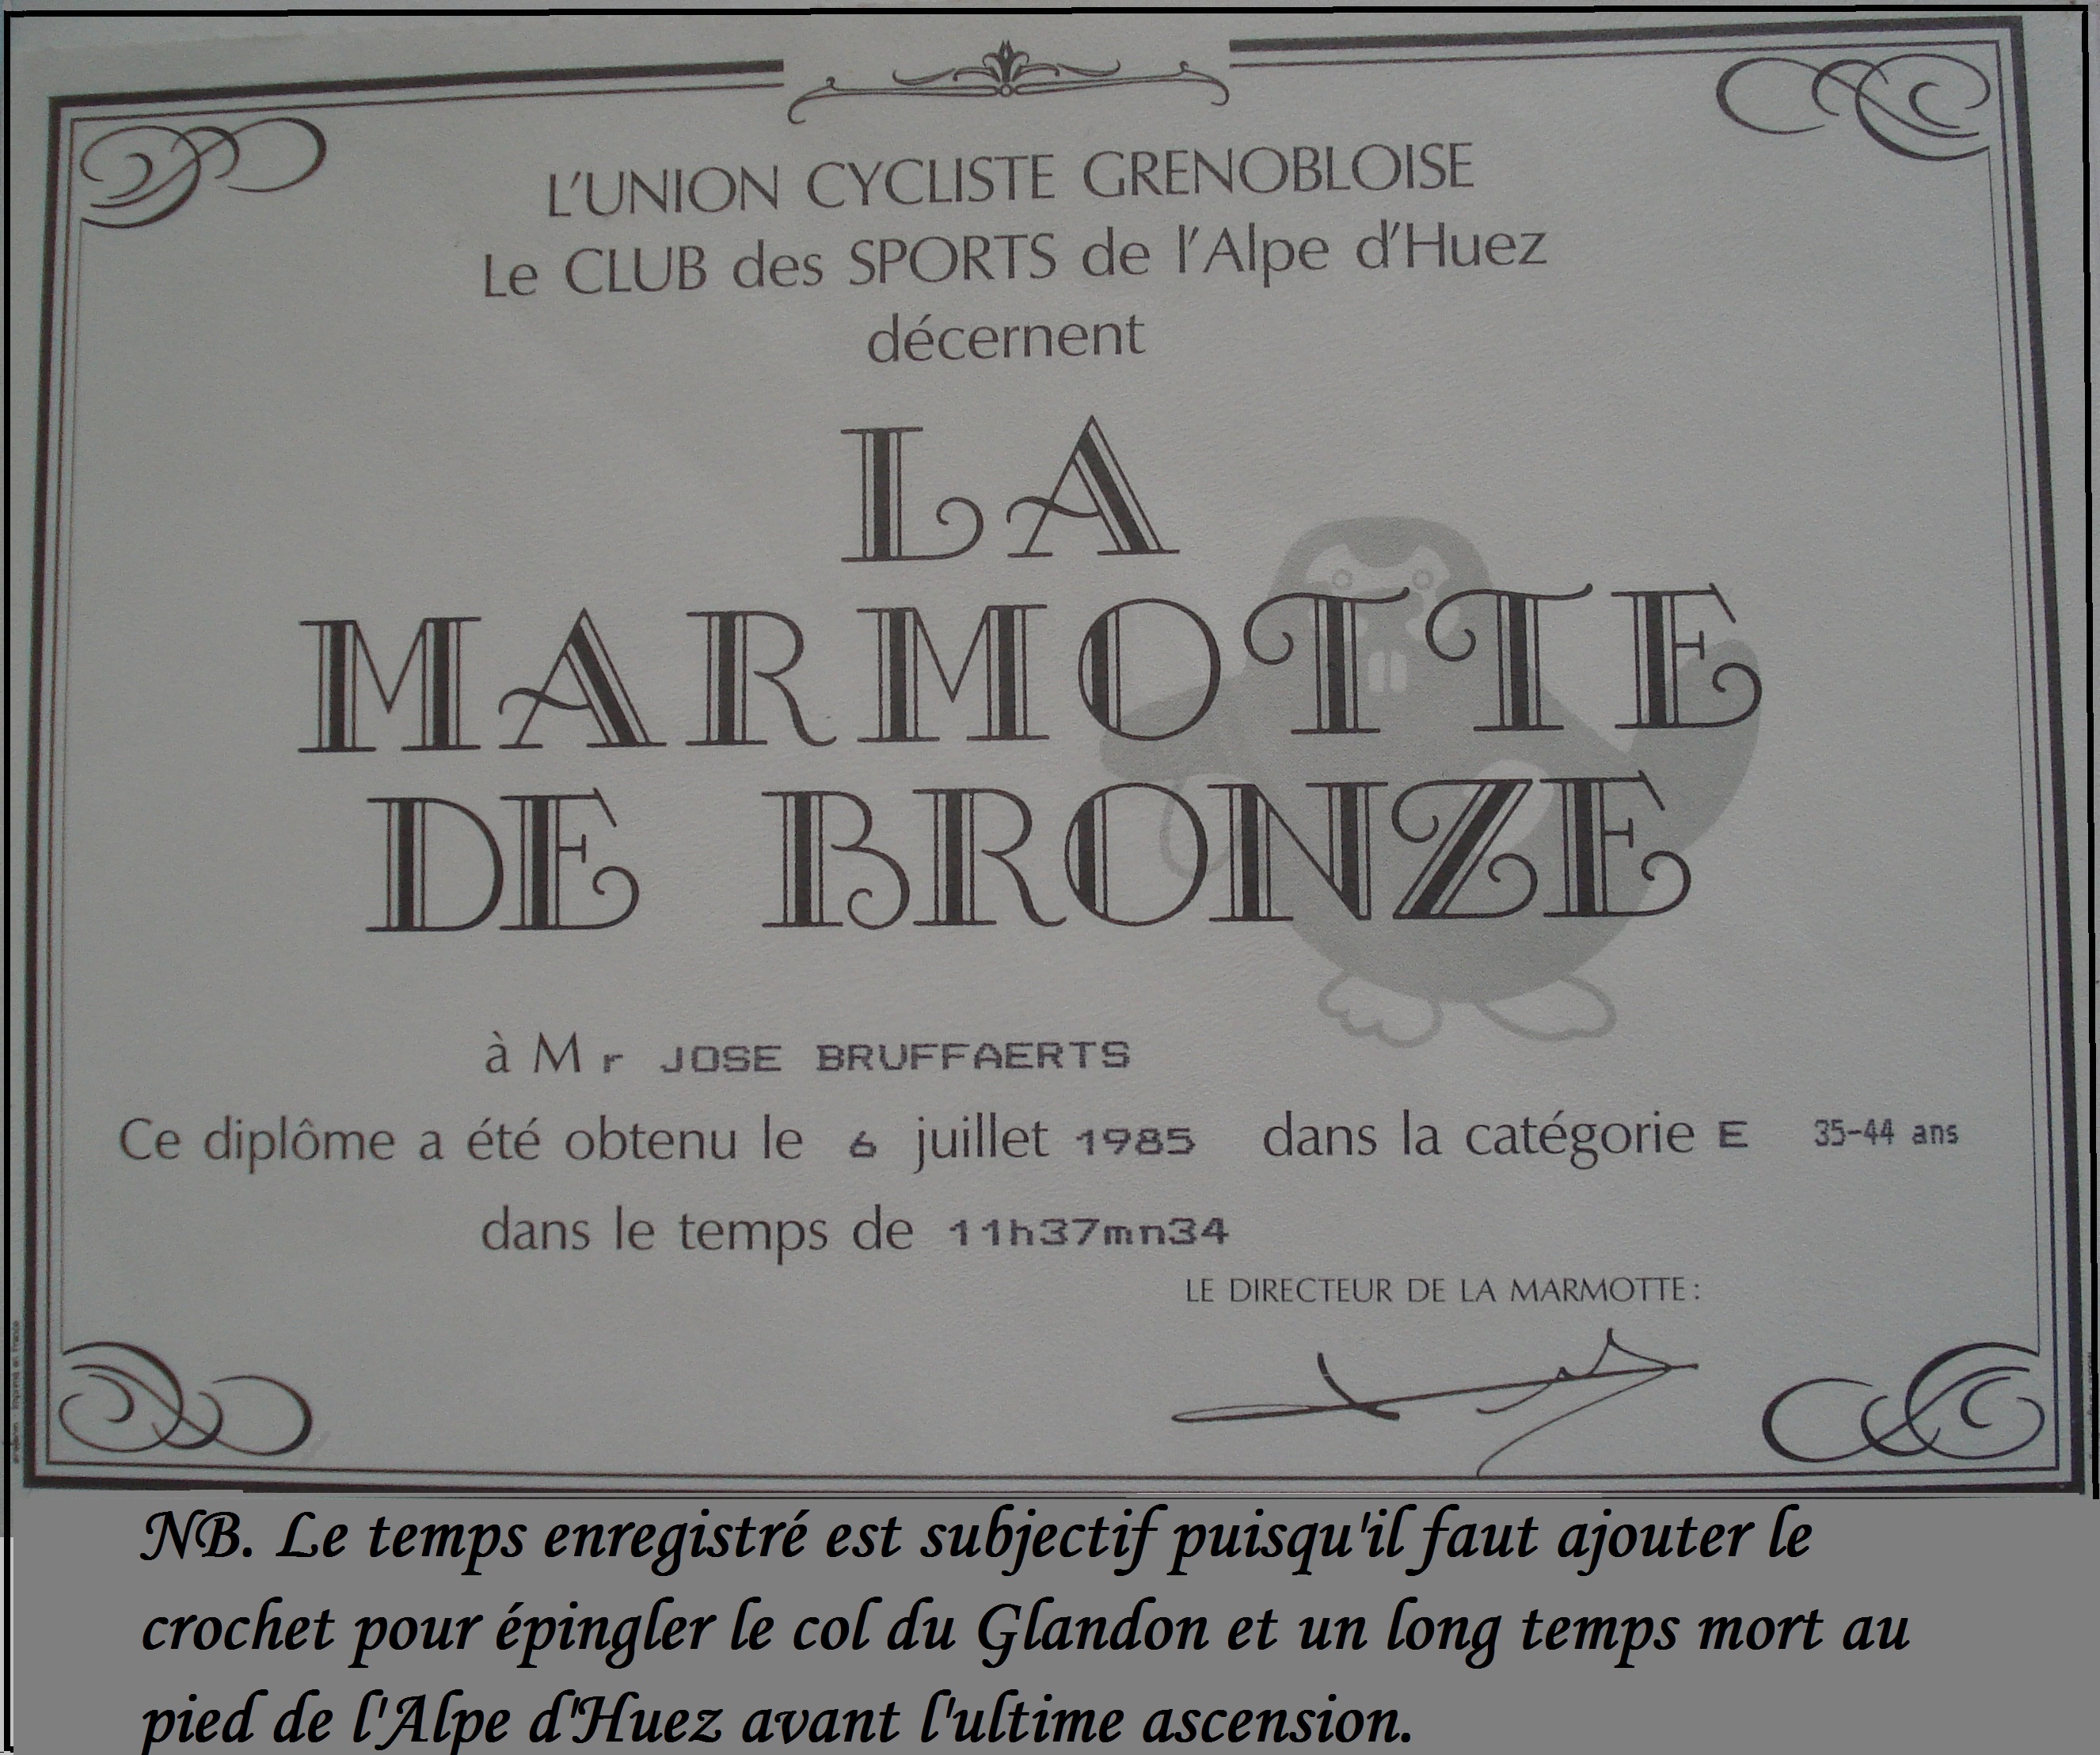 L'UNION CYCLISTE GRENOBLOISE
Le CLUB des SPORTS de l'Alpe d'Huez
décernent
LA
MARMOTTE
DE BRONZE
à Mr JOSE BRUFFAERTS
Ce diplôme a été obtenu le 6 juillet 1985 dans la catégorie E 35-44 ans
dans le temps de 11h37mn34
LE DIRECTEUR DE LA MARMOTTE:
NB. Le temps enregistré est subjectif puisqu'il faut ajouter le
crochet pour épingler le col du Glandon et un long temps mort au
pied de l'Alpe d'Huez avant l'ultime ascension.